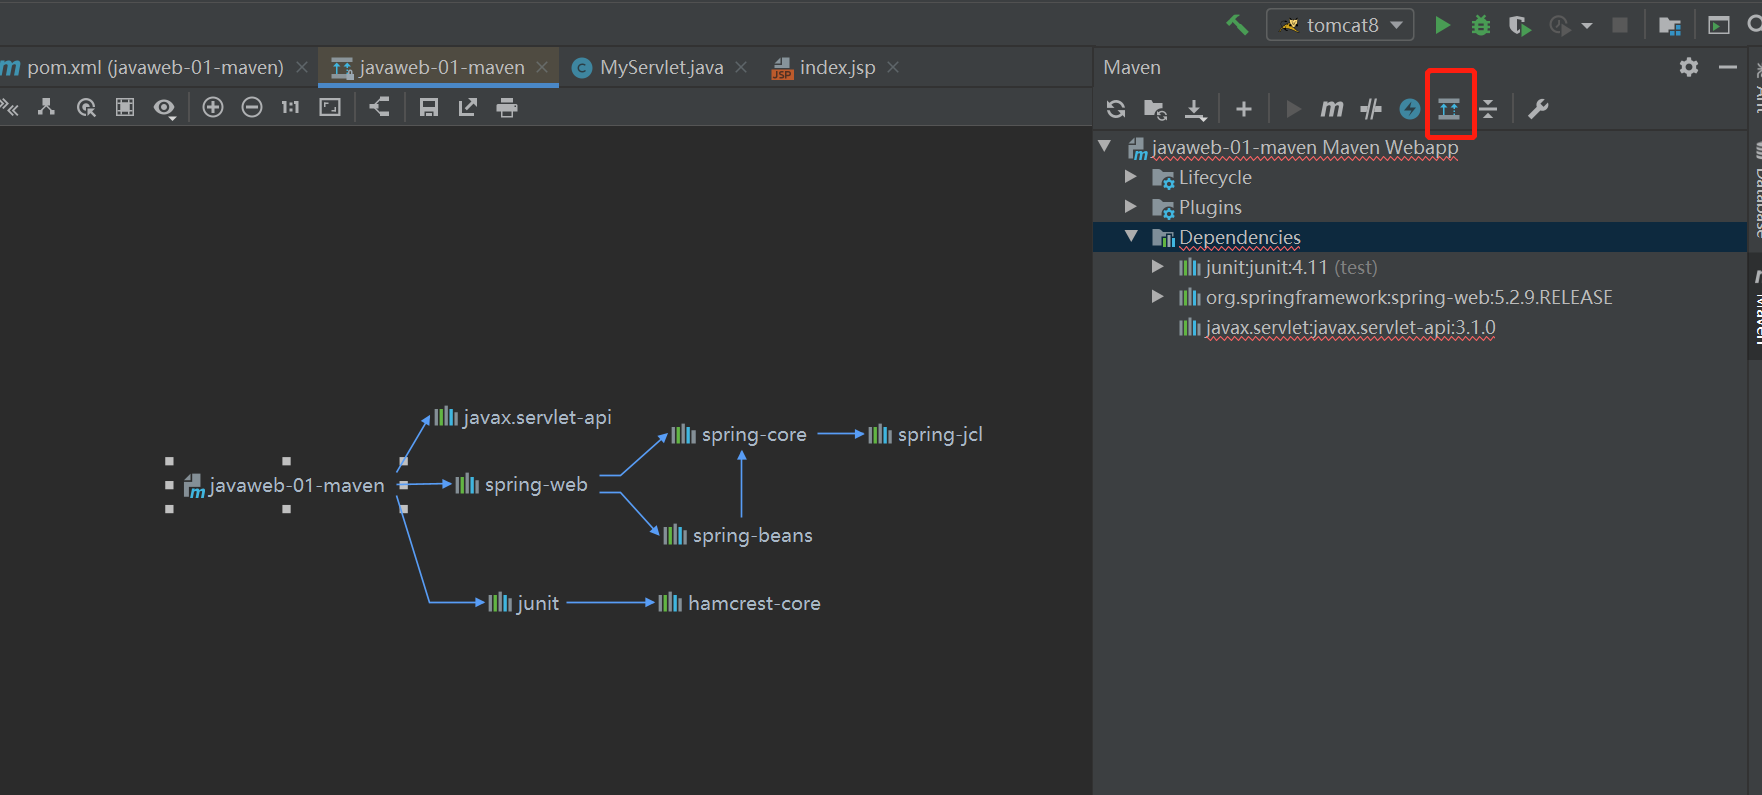 tomcat8
pom.xml (javaweb-01-maven)
javaweb-01-maven
MyServlet.java
index.jsp
Maven
1:1
javaweb-01-maven Maven Webapp
Lifecycle
Plugins
Dependencies
junit:junit:4.11 (test)
org.springframework:spring-web:5.2.9.RELEASE
javax.servlet:javax.servlet-api:3.1.0
javax.servlet-api
spring-core
spring-jcl
javaweb-01-maven
spring-web
spring-beans
junit
hamcrest-core
Ant
Database
Maven